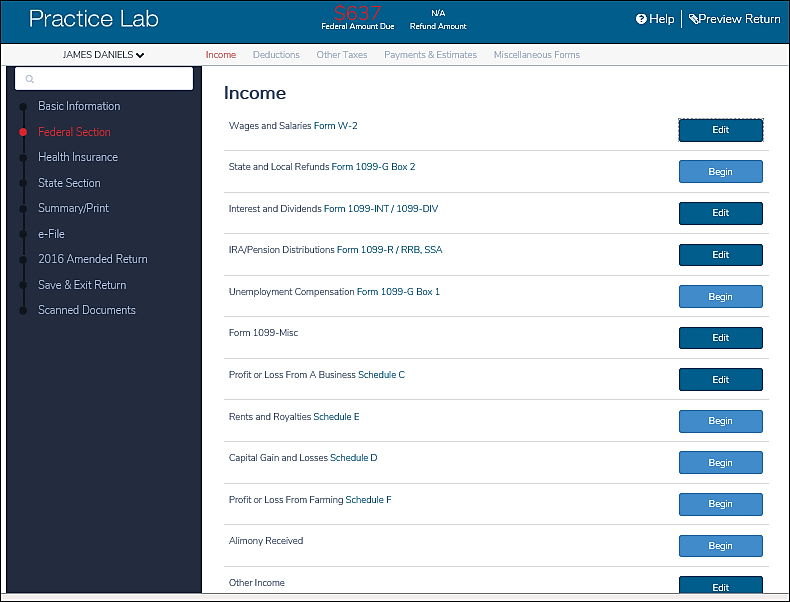 Practice Lab
$637
Federal Amount Due
N/A
Refund Amount
Help
Preview Return
JAMES DANIELS
Income
Deductions
Other Taxes
Payments & Estimates
Miscellaneous Forms
Basic Information
Federal Section
Health Insurance
State Section
Summary/Print
e-File
2016 Amended Return
Save & Exit Return
Scanned Documents
Income
Wages and Salaries Form W-2
Edit
State and Local Refunds Form 1099-G Box 2
Begin
Interest and Dividends Form 1099-INT / 1099-DIV
Edit
IRA/Pension Distributions Form 1099-R / RRB, SSA
Edit
Unemployment Compensation Form 1099-G Box 1
Begin
Form 1099-Misc
Edit
Profit or Loss From A Business Schedule C
Edit
Rents and Royalties Schedule E
Begin
Capital Gain and Losses Schedule D
Begin
Profit or Loss From Farming Schedule F
Begin
Alimony Received
Begin
Other Income
Edit